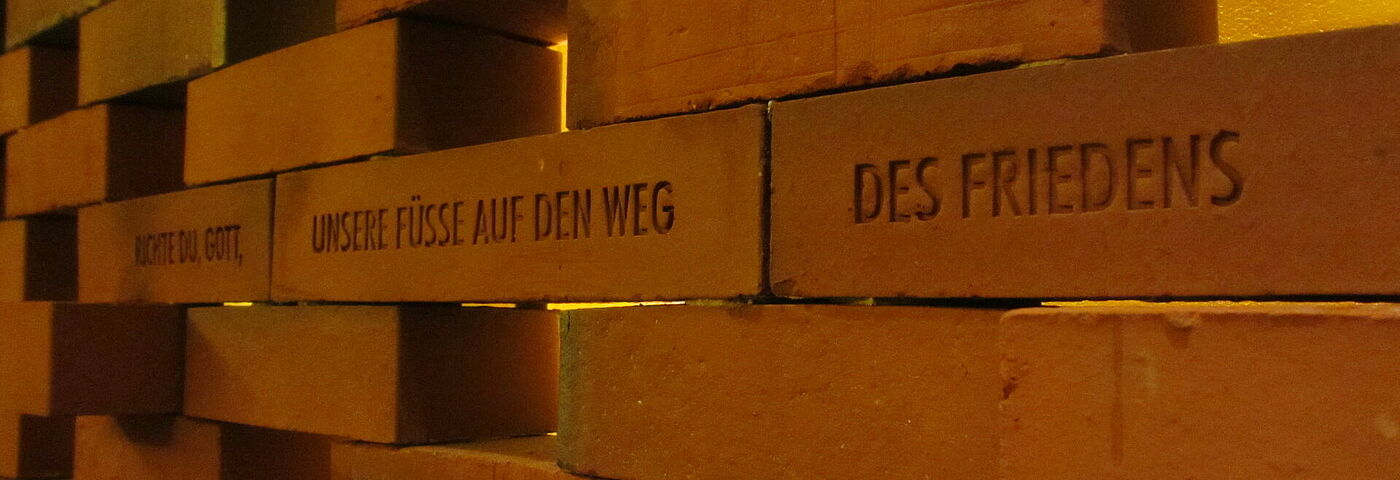 RICHTE DU, GOTT, UNSERE FÜSSE AUF DEN WEG DES FRIEDENS